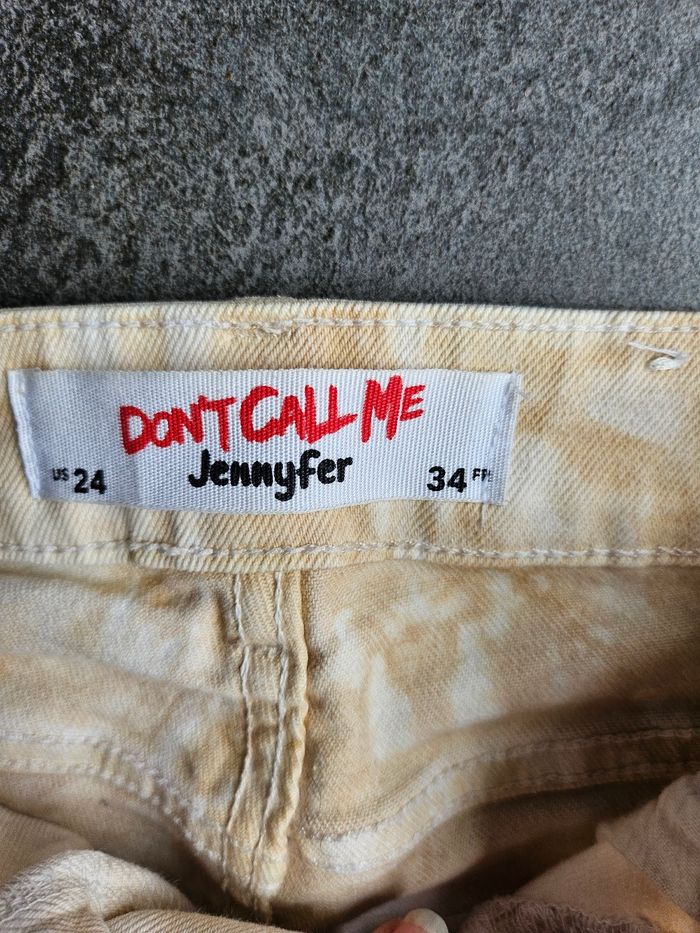 DON'T CALL ME
Jennyfer
US 24
34 FR